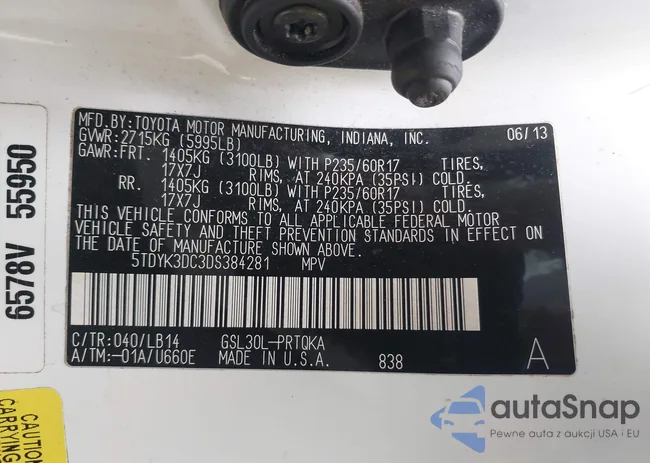 MFD.BY:TOYOTA MOTOR MANUFACTURING, INDIANA, INC. 06/13
GVWR:2715KG (5995LB)
GAWR:FRT. 1405KG (3100LB) WITH P235/60R17 TIRES,
17X7J RIMS, AT 240KPA (35PSI) COLD.
RR. 1405KG (3100LB) WITH P235/60R17 TIRES,
17X7J RIMS, AT 240KPA (35PSI) COLD.
THIS VEHICLE CONFORMS TO ALL APPLICABLE FEDERAL MOTOR
VEHICLE SAFETY AND THEFT PREVENTION STANDARDS IN EFFECT ON
THE DATE OF MANUFACTURE SHOWN ABOVE.
5TDYK3DC3DS384281 MPV
C/TR:040/LB14 GSL30L-PRTQKA
A/TM:-01A/U660E MADE IN U.S.A. 838 A
6578V 55950
CAUTION
CARRYING
autaSnap
Pewne auta z aukcji USA i EU